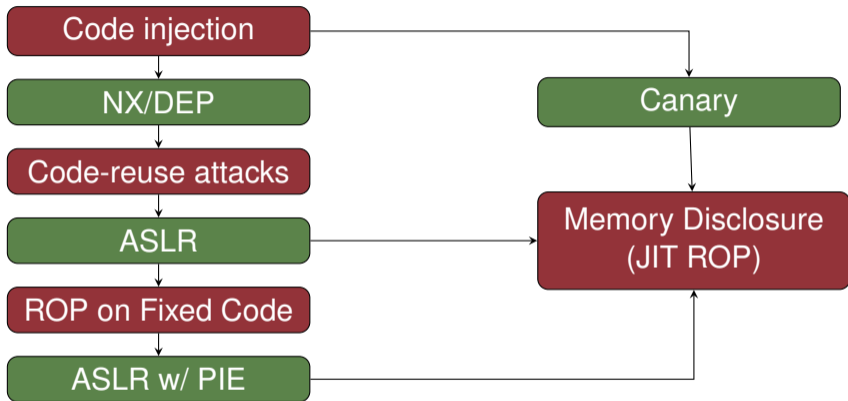 Code injection
NX/DEP
Canary
Code-reuse attacks
Memory Disclosure
(JIT ROP)
ASLR
ROP on Fixed Code
ASLR w/ PIE